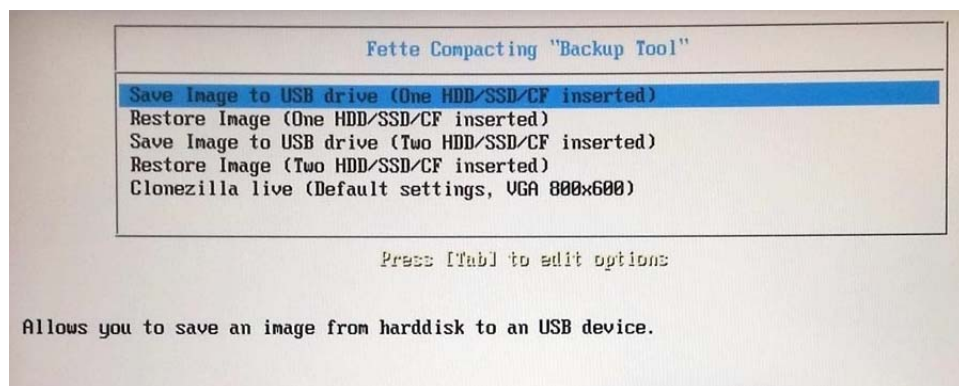 Fette Compacting "Backup Tool"
Save Image to USB drive (One HDD/SSD/CF inserted)
Restore Image (One HDD/SSD/CF inserted)
Save Image to USB drive (Two HDD/SSD/CF inserted)
Restore Image (Two HDD/SSD/CF inserted)
Clonezilla live (Default settings, VGA 800x600)
Press [Tab] to edit options
Allows you to save an image from harddisk to an USB device.